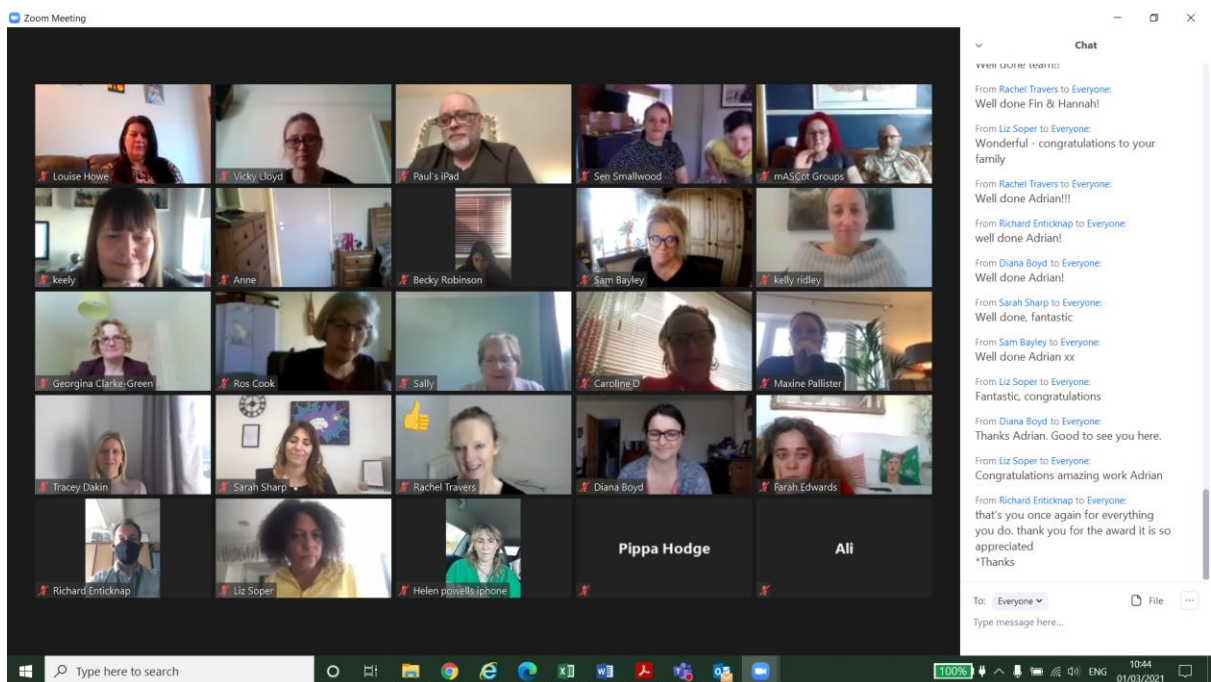 Zoom Meeting
Louise Howe
Vicky Lloyd
Paul's iPad
Sen Smallwood
mASCot Groups
keely
Anne
Becky Robinson
Sam Bayley
kelly ridley
Georgina Clarke-Green
Ros Cook
Sally
Caroline D
Maxine Pallister
Tracey Dakin
Sarah Sharp
Rachel Travers
Diana Boyd
Farah Edwards
Richard Enticknap
Liz Soper
Helen powells iphone
Pippa Hodge
Ali
Chat
Well done team!!
From Rachel Travers to Everyone:
Well done Fin & Hannah!
From Liz Soper to Everyone:
Wonderful - congratulations to your
family
From Rachel Travers to Everyone:
Well done Adrian!!!
From Richard Enticknap to Everyone:
well done Adrian!
From Diana Boyd to Everyone:
Well done Adrian!
From Sarah Sharp to Everyone:
Well done, fantastic
From Sam Bayley to Everyone:
Well done Adrian xx
From Liz Soper to Everyone:
Fantastic, congratulations
From Diana Boyd to Everyone:
Thanks Adrian. Good to see you here.
From Liz Soper to Everyone:
Congratulations amazing work Adrian
From Richard Enticknap to Everyone:
that's you once again for everything
you do. thank you for the award it is so
appreciated
*Thanks
To: Everyone
File
Type message here...
Type here to search
100%
ENG
10:44
01/03/2021